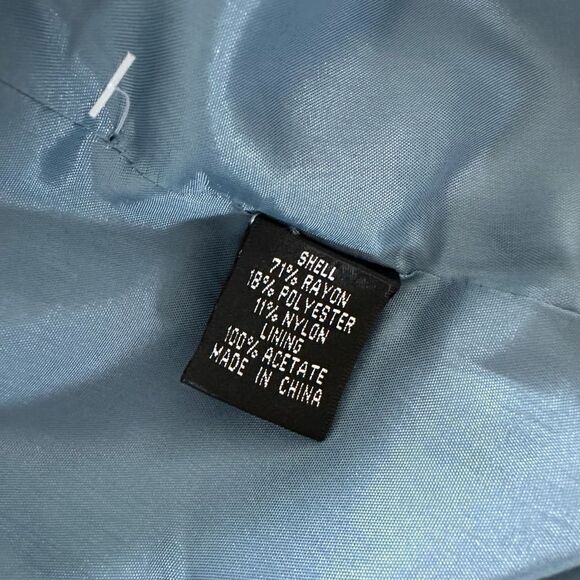 SHELL
71% RAYON
18% POLYESTER
11% NYLON
LINING
100% ACETATE
MADE IN CHINA